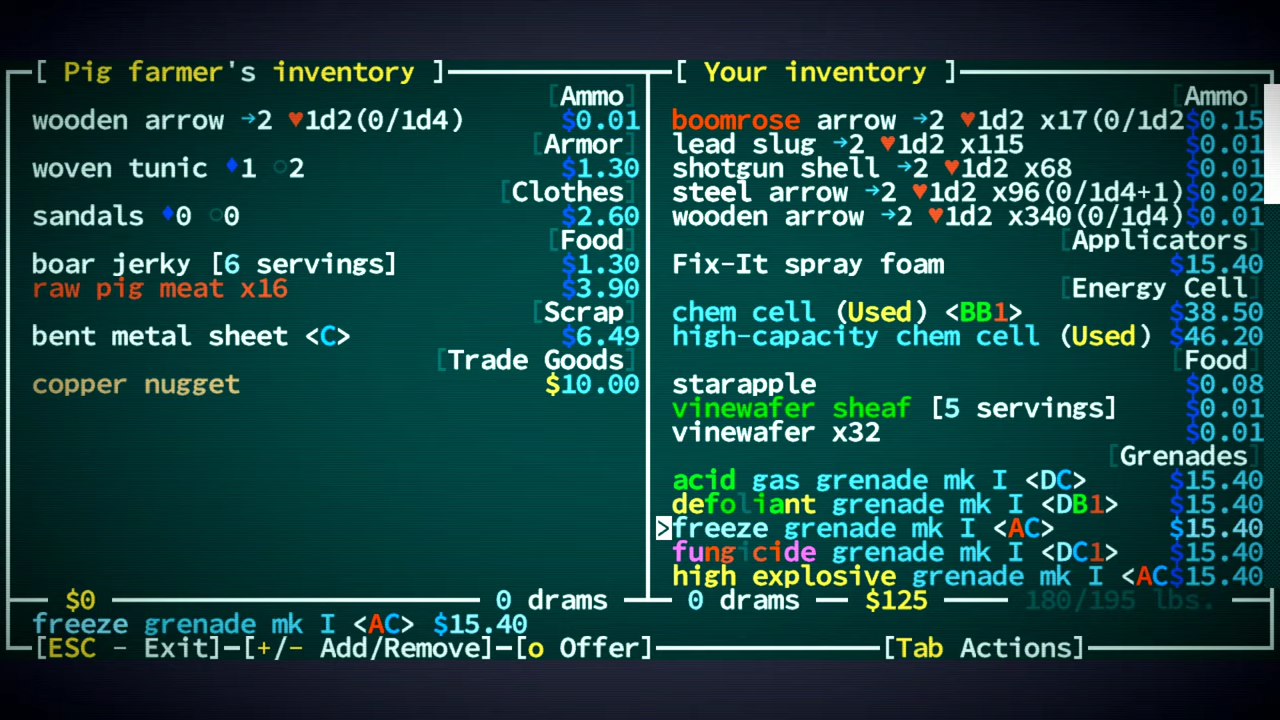 [ Pig farmer's inventory ]
[Ammo]
wooden arrow →2 ♥1d2(0/1d4) $0.01
[Armor]
woven tunic ♦1 ○2 $1.30
[Clothes]
sandals ♦0 ○0 $2.60
[Food]
boar jerky [6 servings] $1.30
raw pig meat x16 $3.90
[Scrap]
bent metal sheet <C> $6.49
[Trade Goods]
copper nugget $10.00
[ Your inventory ]
[Ammo]
boomrose arrow →2 ♥1d2 x17(0/1d2 $0.15
lead slug →2 ♥1d2 x115 $0.01
shotgun shell →2 ♥1d2 x68 $0.01
steel arrow →2 ♥1d2 x96(0/1d4+1) $0.02
wooden arrow →2 ♥1d2 x340(0/1d4) $0.01
[Applicators]
Fix-It spray foam $15.40
[Energy Cell]
chem cell (Used) <BB1> $38.50
high-capacity chem cell (Used) $46.20
[Food]
starapple $0.08
vinewafer sheaf [5 servings] $0.01
vinewafer x32 $0.01
[Grenades]
acid gas grenade mk I <DC> $15.40
defoliant grenade mk I <DB1> $15.40
>freeze grenade mk I <AC> $15.40
fungicide grenade mk I <DC1> $15.40
high explosive grenade mk I <AC $15.40
$0 0 drams 0 drams $125 180/195 lbs.
freeze grenade mk I <AC> $15.40
[ESC - Exit] [+/- Add/Remove] [o Offer] [Tab Actions]